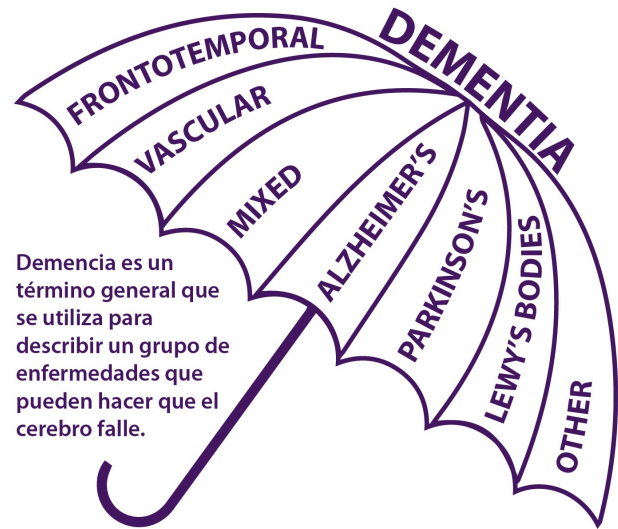 DEMENTIA
FRONTOTEMPORAL
VASCULAR
MIXED
ALZHEIMER'S
PARKINSON'S
LEWY'S BODIES
OTHER
Demencia es un
término general que
se utiliza para
describir un grupo de
enfermedades que
pueden hacer que el
cerebro falle.